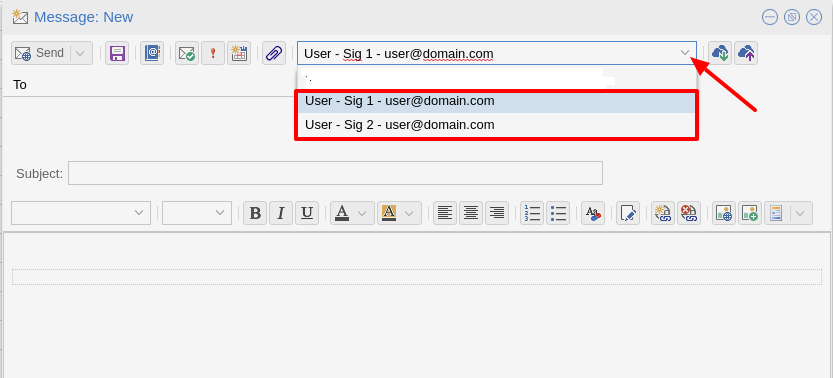 Message: New
Send
User - Sig 1 - user@domain.com
To
User - Sig 1 - user@domain.com
User - Sig 2 - user@domain.com
Subject:
B I U A A Aa